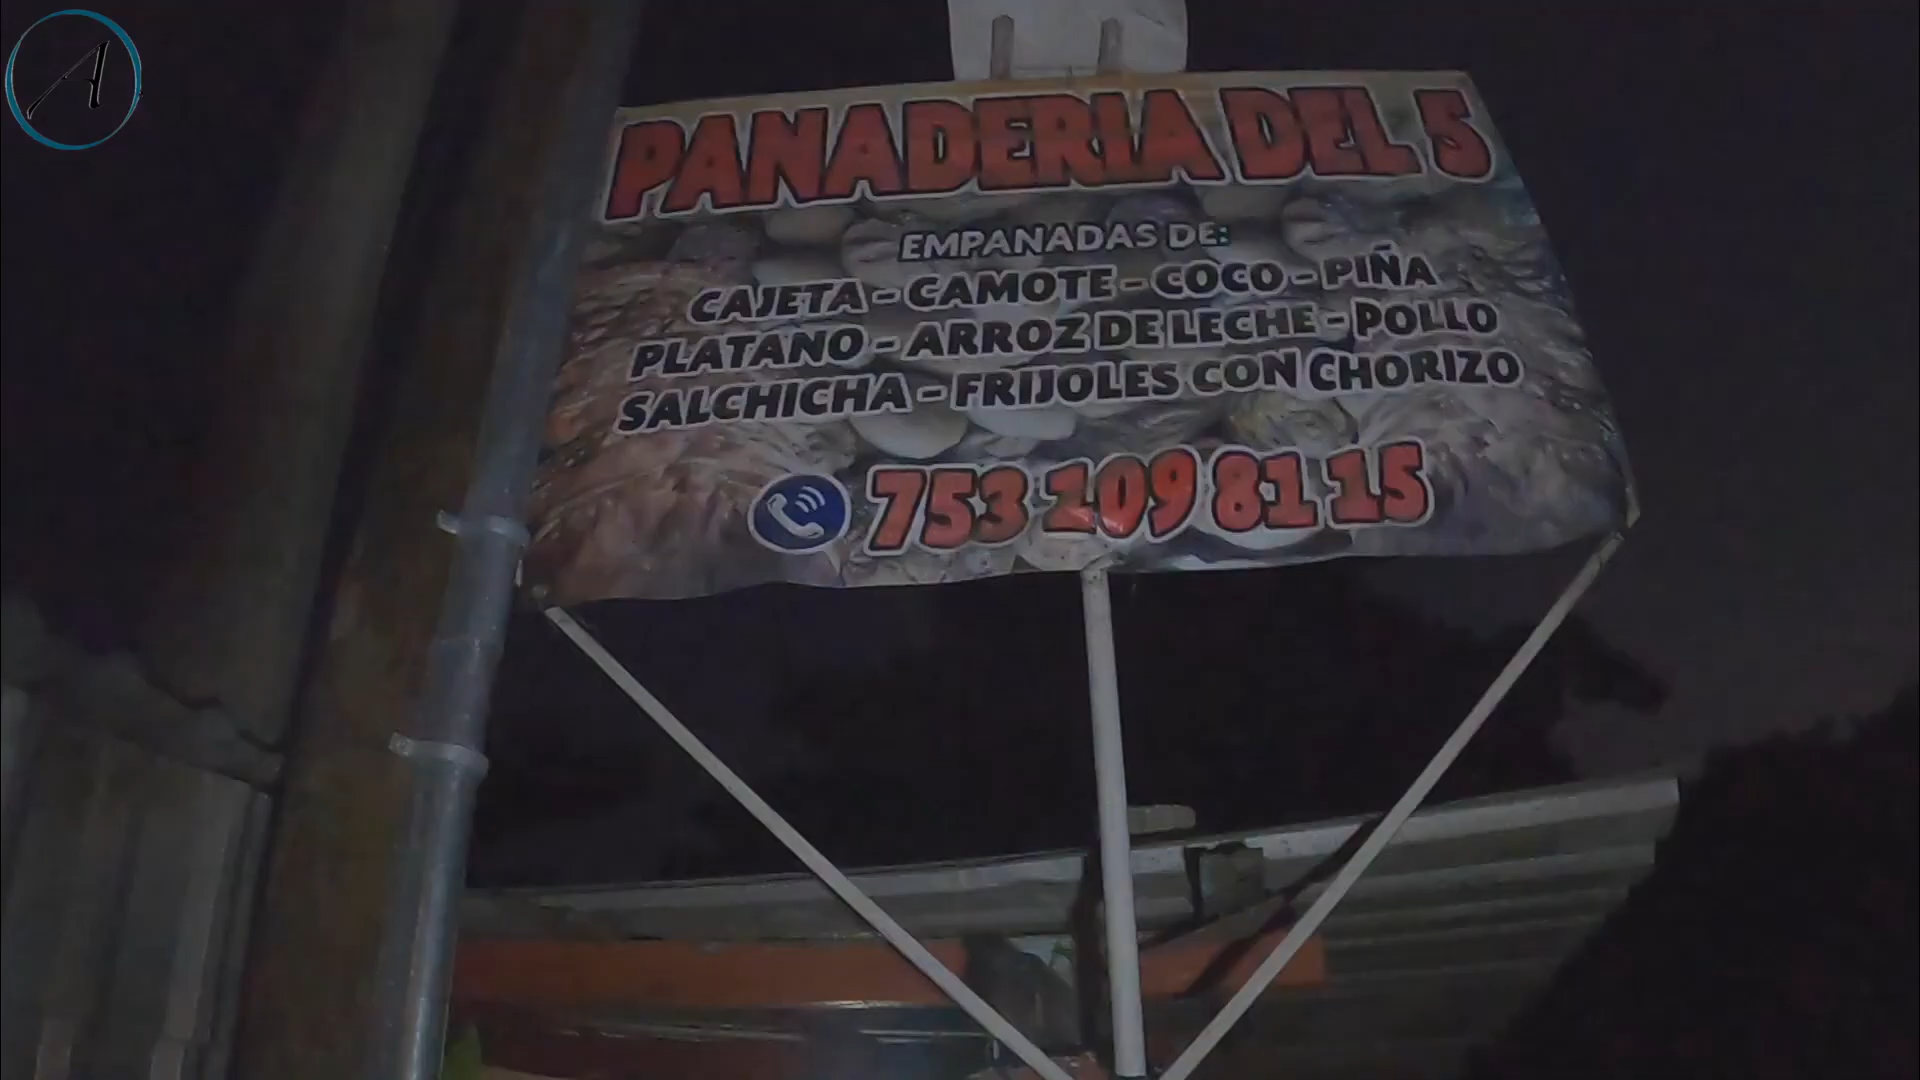 A
PANADERIA DEL 5
EMPANADAS DE:
CAJETA - CAMOTE - COCO - PIÑA
PLATANO - ARROZ DE LECHE - POLLO
SALCHICHA - FRIJOLES CON CHORIZO
753 109 81 15